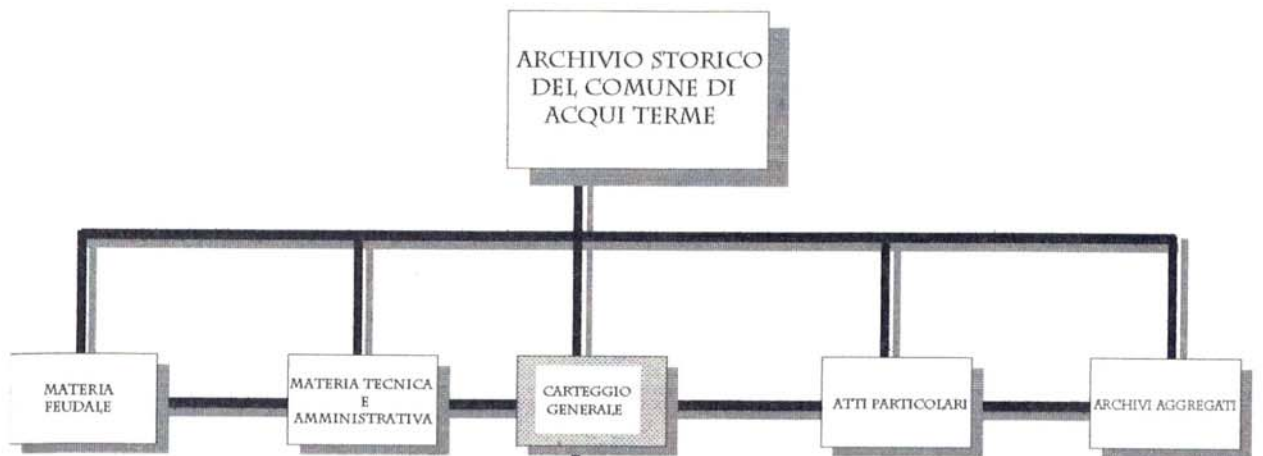 ARCHIVIO STORICO
DEL COMUNE DI
ACQUI TERME
MATERIA
FEUDALE
MATERIA TECNICA
E
AMMINISTRATIVA
CARTEGGIO
GENERALE
ATTI PARTICOLARI
ARCHIVI AGGREGATI